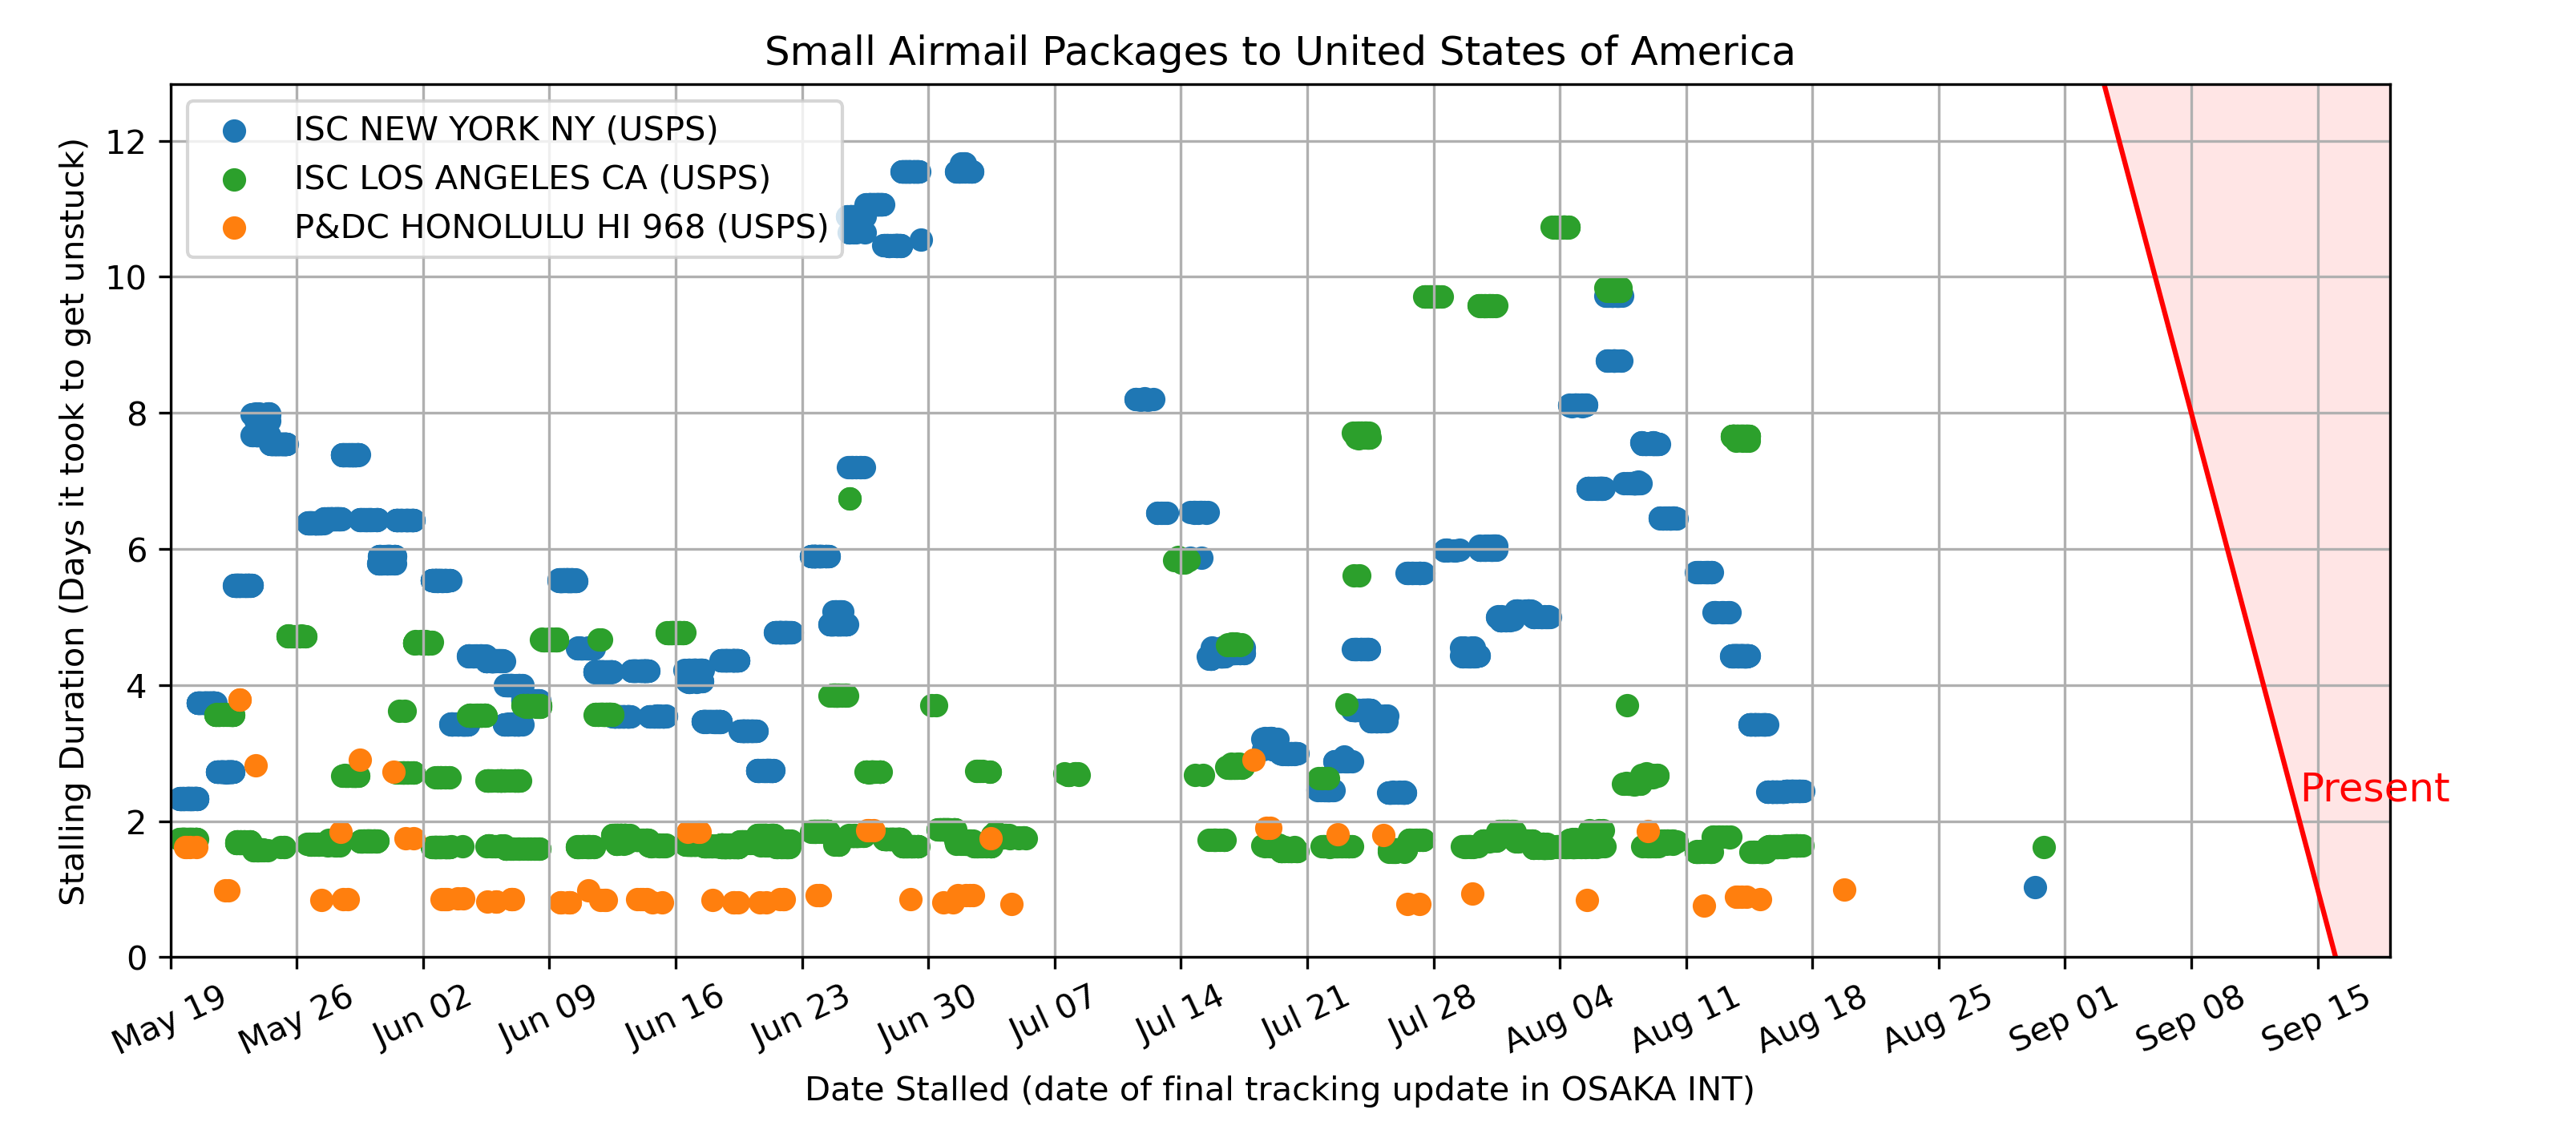 Small Airmail Packages to United States of America
ISC NEW YORK NY (USPS)
ISC LOS ANGELES CA (USPS)
P&DC HONOLULU HI 968 (USPS)
Stalling Duration (Days it took to get unstuck)
12
10
8
6
4
2
0
Present
May 19
May 26
Jun 02
Jun 09
Jun 16
Jun 23
Jun 30
Jul 07
Jul 14
Jul 21
Jul 28
Aug 04
Aug 11
Aug 18
Aug 25
Sep 01
Sep 08
Sep 15
Date Stalled (date of final tracking update in OSAKA INT)